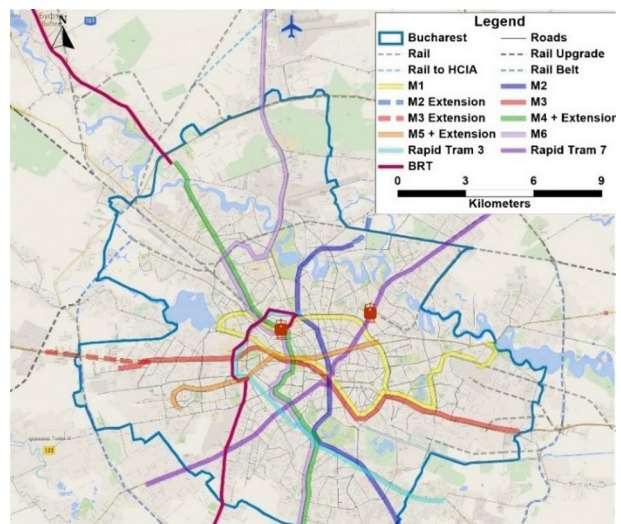 Legend
Bucharest
Roads
Rail
Rail Upgrade
Rail to HCIA
Rail Belt
M1
M2
M2 Extension
M3
M3 Extension
M4 + Extension
M5 + Extension
M6
Rapid Tram 3
Rapid Tram 7
BRT
0 3 6 9
Kilometers
N